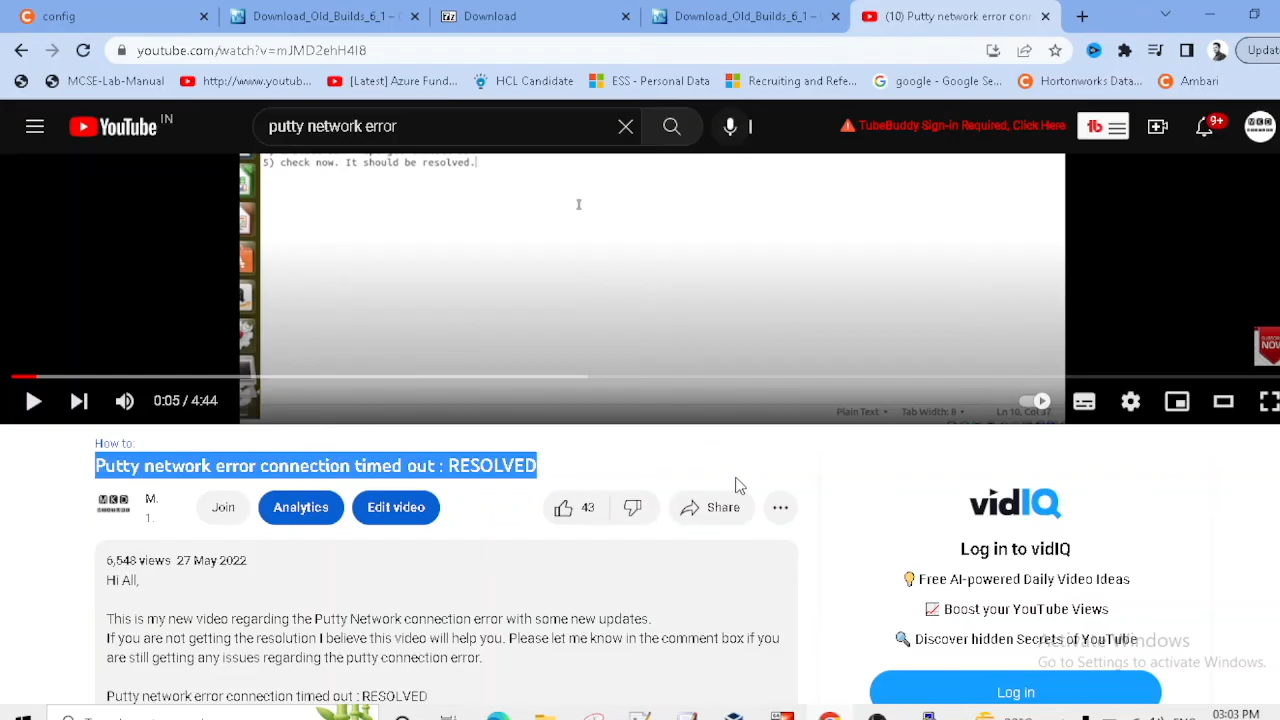 config
Download_Old_Builds_6_1 –
Download
Download_Old_Builds_6_1 –
(10) Putty network error con
youtube.com/watch?v=mJMD2ehH4I8
Updat
MCSE-Lab-Manual
http://www.youtub...
[Latest] Azure Fund...
HCL Candidate
ESS - Personal Data
Recruiting and Refe...
google - Google Se...
Hortonworks Data...
Ambari
YouTube IN
putty network error
TubeBuddy Sign-in Required, Click Here
9+
5) check now. It should be resolved.
NOW
0:05 / 4:44
Plain Text
Tab Width: 8
Ln 10, Col 37
How to:
Putty network error connection timed out : RESOLVED
M.
1.
Join
Analytics
Edit video
43
Share
6,548 views 27 May 2022
Hi All,
This is my new video regarding the Putty Network connection error with some new updates.
If you are not getting the resolution I believe this video will help you. Please let me know in the comment box if you
are still getting any issues regarding the putty connection error.
Putty network error connection timed out : RESOLVED
vidIQ
Log in to vidIQ
Free AI-powered Daily Video Ideas
Boost your YouTube Views
Discover hidden Secrets of YouTube
Activate Windows
Go to Settings to activate Windows.
Log in
03:03 PM